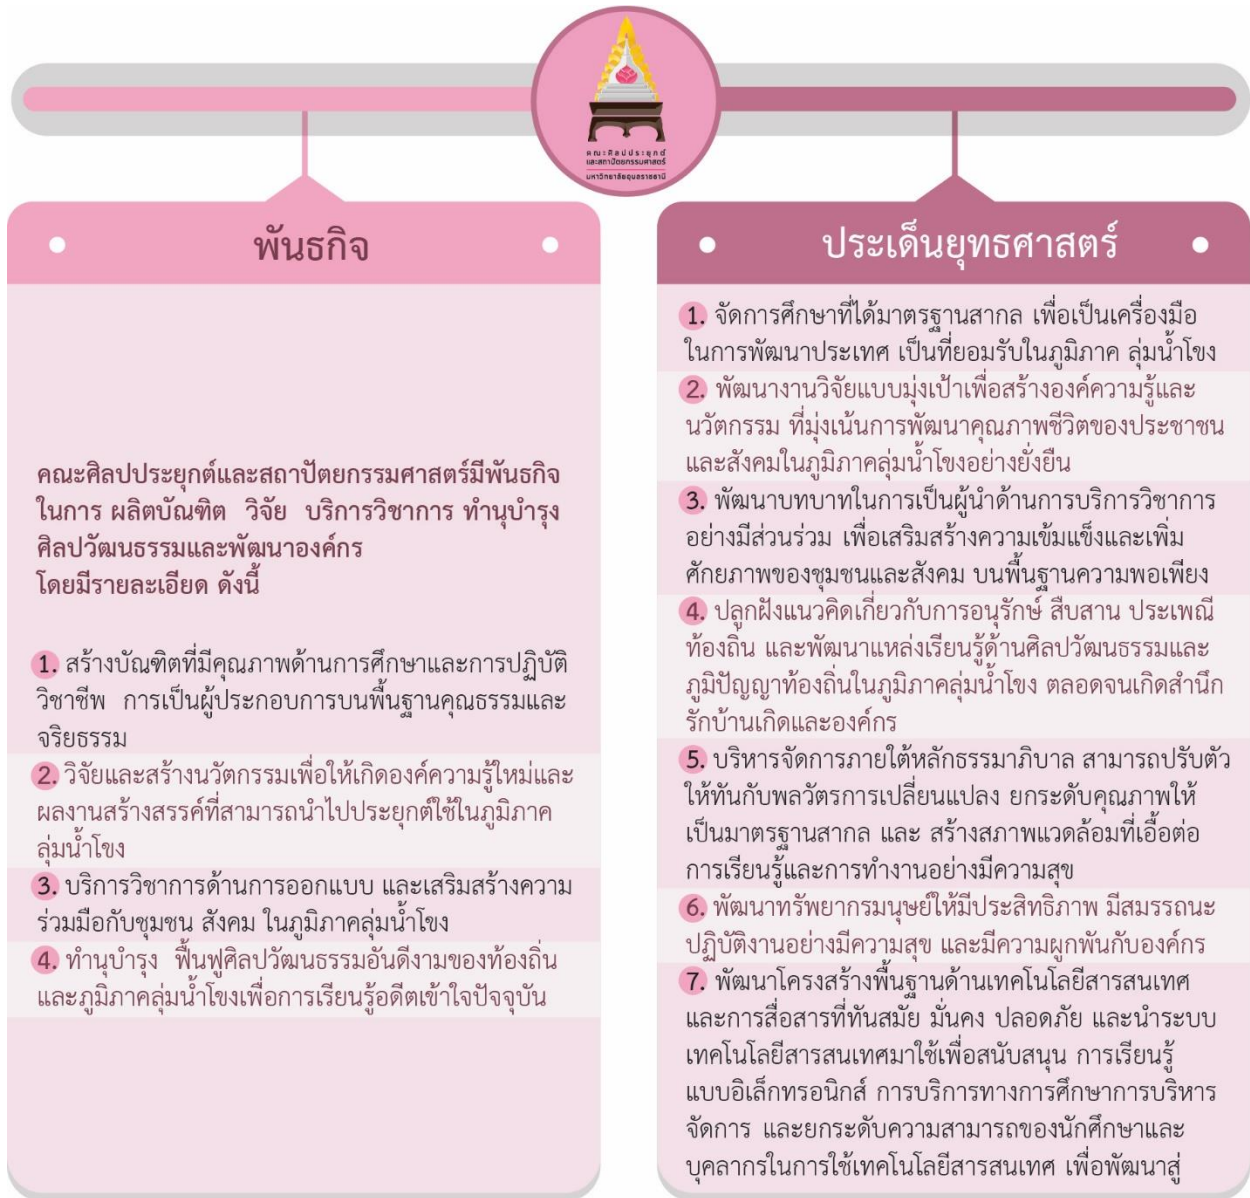 คณะศิลปประยุกต์
และสถาปัตยกรรมศาสตร์
มหาวิทยาลัยอุบลราชธานี
พันธกิจ
คณะศิลปประยุกต์และสถาปัตยกรรมศาสตร์มีพันธกิจ
ในการ ผลิตบัณฑิต วิจัย บริการวิชาการ ทำนุบำรุง
ศิลปวัฒนธรรมและพัฒนาองค์กร
โดยมีรายละเอียด ดังนี้
1. สร้างบัณฑิตที่มีคุณภาพด้านการศึกษาและการปฏิบัติ
วิชาชีพ การเป็นผู้ประกอบการบนพื้นฐานคุณธรรมและ
จริยธรรม
2. วิจัยและสร้างนวัตกรรมเพื่อให้เกิดองค์ความรู้ใหม่และ
ผลงานสร้างสรรค์ที่สามารถนำไปประยุกต์ใช้ในภูมิภาค
ลุ่มน้ำโขง
3. บริการวิชาการด้านการออกแบบ และเสริมสร้างความ
ร่วมมือกับชุมชน สังคม ในภูมิภาคลุ่มน้ำโขง
4. ทำนุบำรุง ฟื้นฟูศิลปวัฒนธรรมอันดีงามของท้องถิ่น
และภูมิภาคลุ่มน้ำโขงเพื่อการเรียนรู้อดีตเข้าใจปัจจุบัน
ประเด็นยุทธศาสตร์
1. จัดการศึกษาที่ได้มาตรฐานสากล เพื่อเป็นเครื่องมือ
ในการพัฒนาประเทศ เป็นที่ยอมรับในภูมิภาค ลุ่มน้ำโขง
2. พัฒนางานวิจัยแบบมุ่งเป้าเพื่อสร้างองค์ความรู้และ
นวัตกรรม ที่มุ่งเน้นการพัฒนาคุณภาพชีวิตของประชาชน
และสังคมในภูมิภาคลุ่มน้ำโขงอย่างยั่งยืน
3. พัฒนาบทบาทในการเป็นผู้นำด้านการบริการวิชาการ
อย่างมีส่วนร่วม เพื่อเสริมสร้างความเข้มแข็งและเพิ่ม
ศักยภาพของชุมชนและสังคม บนพื้นฐานความพอเพียง
4. ปลูกฝังแนวคิดเกี่ยวกับการอนุรักษ์ สืบสาน ประเพณี
ท้องถิ่น และพัฒนาแหล่งเรียนรู้ด้านศิลปวัฒนธรรมและ
ภูมิปัญญาท้องถิ่นในภูมิภาคลุ่มน้ำโขง ตลอดจนเกิดสำนึก
รักบ้านเกิดและองค์กร
5. บริหารจัดการภายใต้หลักธรรมาภิบาล สามารถปรับตัว
ให้ทันกับพลวัตรการเปลี่ยนแปลง ยกระดับคุณภาพให้
เป็นมาตรฐานสากล และ สร้างสภาพแวดล้อมที่เอื้อต่อ
การเรียนรู้และการทำงานอย่างมีความสุข
6. พัฒนาทรัพยากรมนุษย์ให้มีประสิทธิภาพ มีสมรรถนะ
ปฏิบัติงานอย่างมีความสุข และมีความผูกพันกับองค์กร
7. พัฒนาโครงสร้างพื้นฐานด้านเทคโนโลยีสารสนเทศ
และการสื่อสารที่ทันสมัย มั่นคง ปลอดภัย และนำระบบ
เทคโนโลยีสารสนเทศมาใช้เพื่อสนับสนุน การเรียนรู้
แบบอิเล็กทรอนิกส์ การบริการทางการศึกษาการบริหาร
จัดการ และยกระดับความสามารถของนักศึกษาและ
บุคลากรในการใช้เทคโนโลยีสารสนเทศ เพื่อพัฒนาสู่